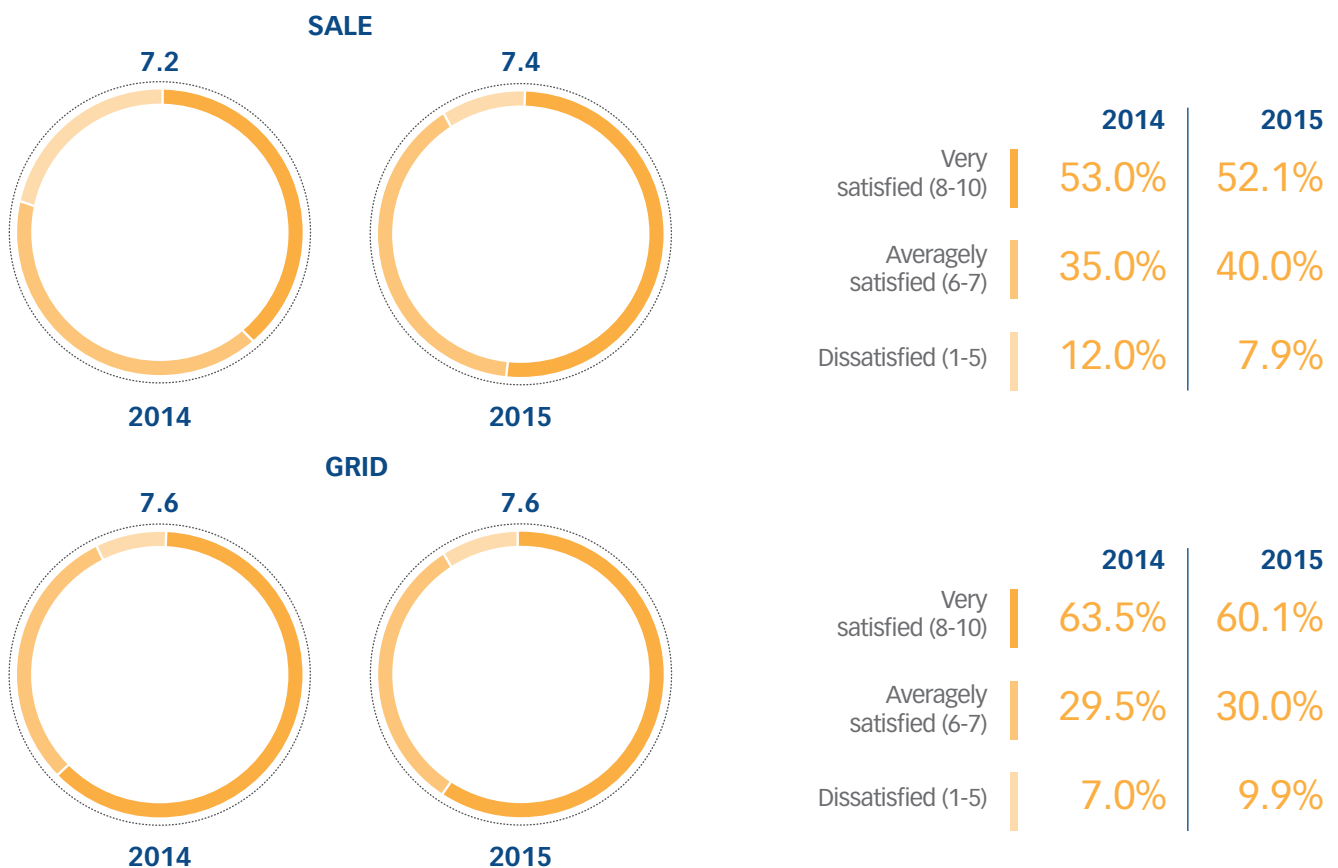 SALE
7.2
7.4
2014
2015
2014
2015
Very
satisfied (8-10)
53.0%
52.1%
Averagely
satisfied (6-7)
35.0%
40.0%
Dissatisfied (1-5)
12.0%
7.9%
GRID
7.6
7.6
2014
2015
2014
2015
Very
satisfied (8-10)
63.5%
60.1%
Averagely
satisfied (6-7)
29.5%
30.0%
Dissatisfied (1-5)
7.0%
9.9%